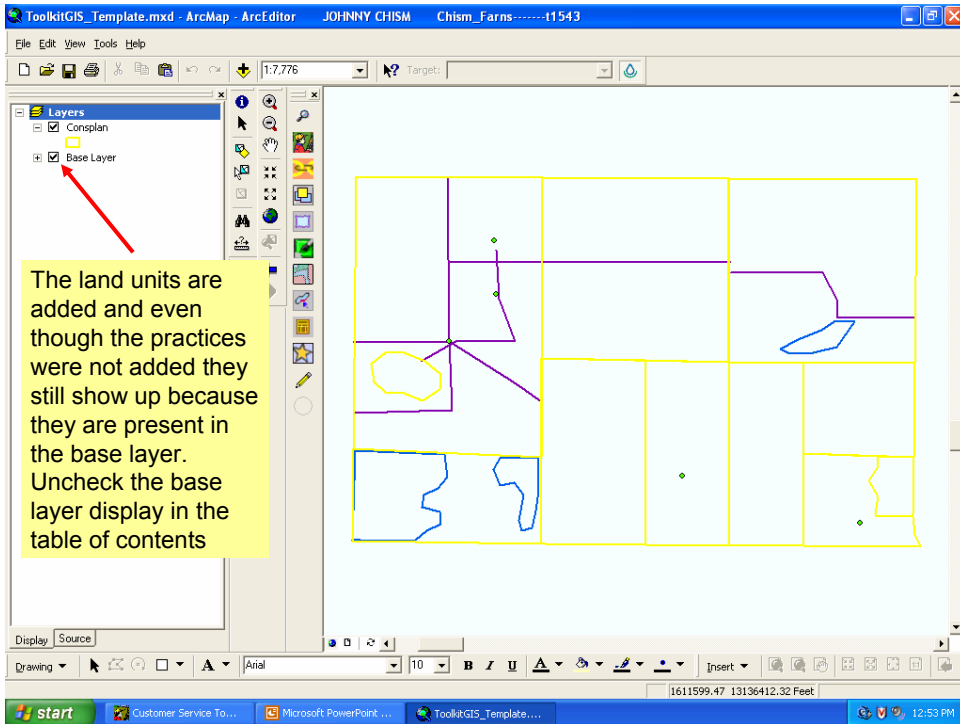 ToolkitGIS_Template.mxd - ArcMap - ArcEditor JOHNNY CHISM Chism_Farns-------t1543
File Edit View Tools Help
1:7,776 Target:
Layers
Consplan
Base Layer
The land units are
added and even
though the practices
were not added they
still show up because
they are present in
the base layer.
Uncheck the base
layer display in the
table of contents
Display Source
Drawing A Arial 10 B I U A Insert
1611599.47 13136412.32 Feet
start Customer Service To... Microsoft PowerPoint ... ToolkitGIS_Template.... 12:53 PM